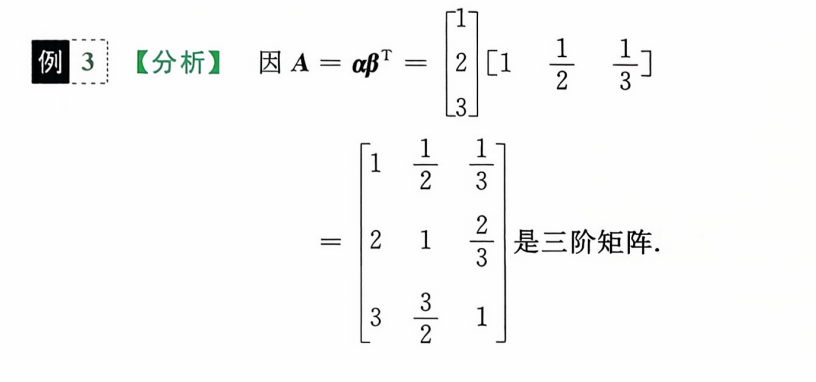 例 3 【分析】 因 A = αβᵀ = [1 2 3] [1 1/2 1/3]
= [1 1/2 1/3
2 1 2/3
3 3/2 1] 是三阶矩阵.